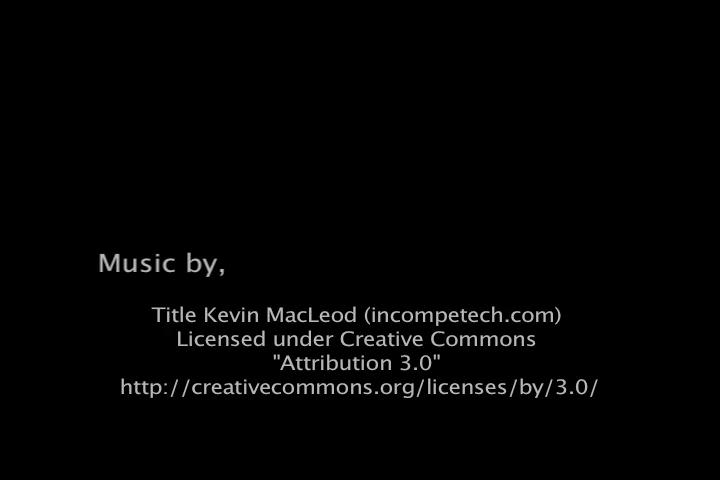 Music by,
Title Kevin MacLeod (incompetech.com)
Licensed under Creative Commons
"Attribution 3.0"
http://creativecommons.org/licenses/by/3.0/